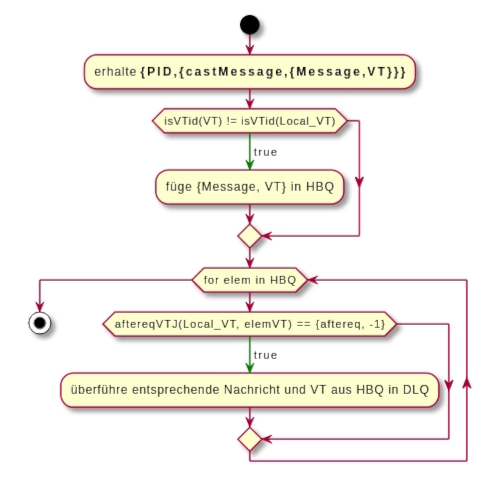 erhalte {PID,{castMessage,{Message,VT}}}
isVTid(VT) != isVTid(Local_VT)
true
füge {Message, VT} in HBQ
for elem in HBQ
aftereqVTJ(Local_VT, elemVT) == {aftereq, -1}
true
überführe entsprechende Nachricht und VT aus HBQ in DLQ